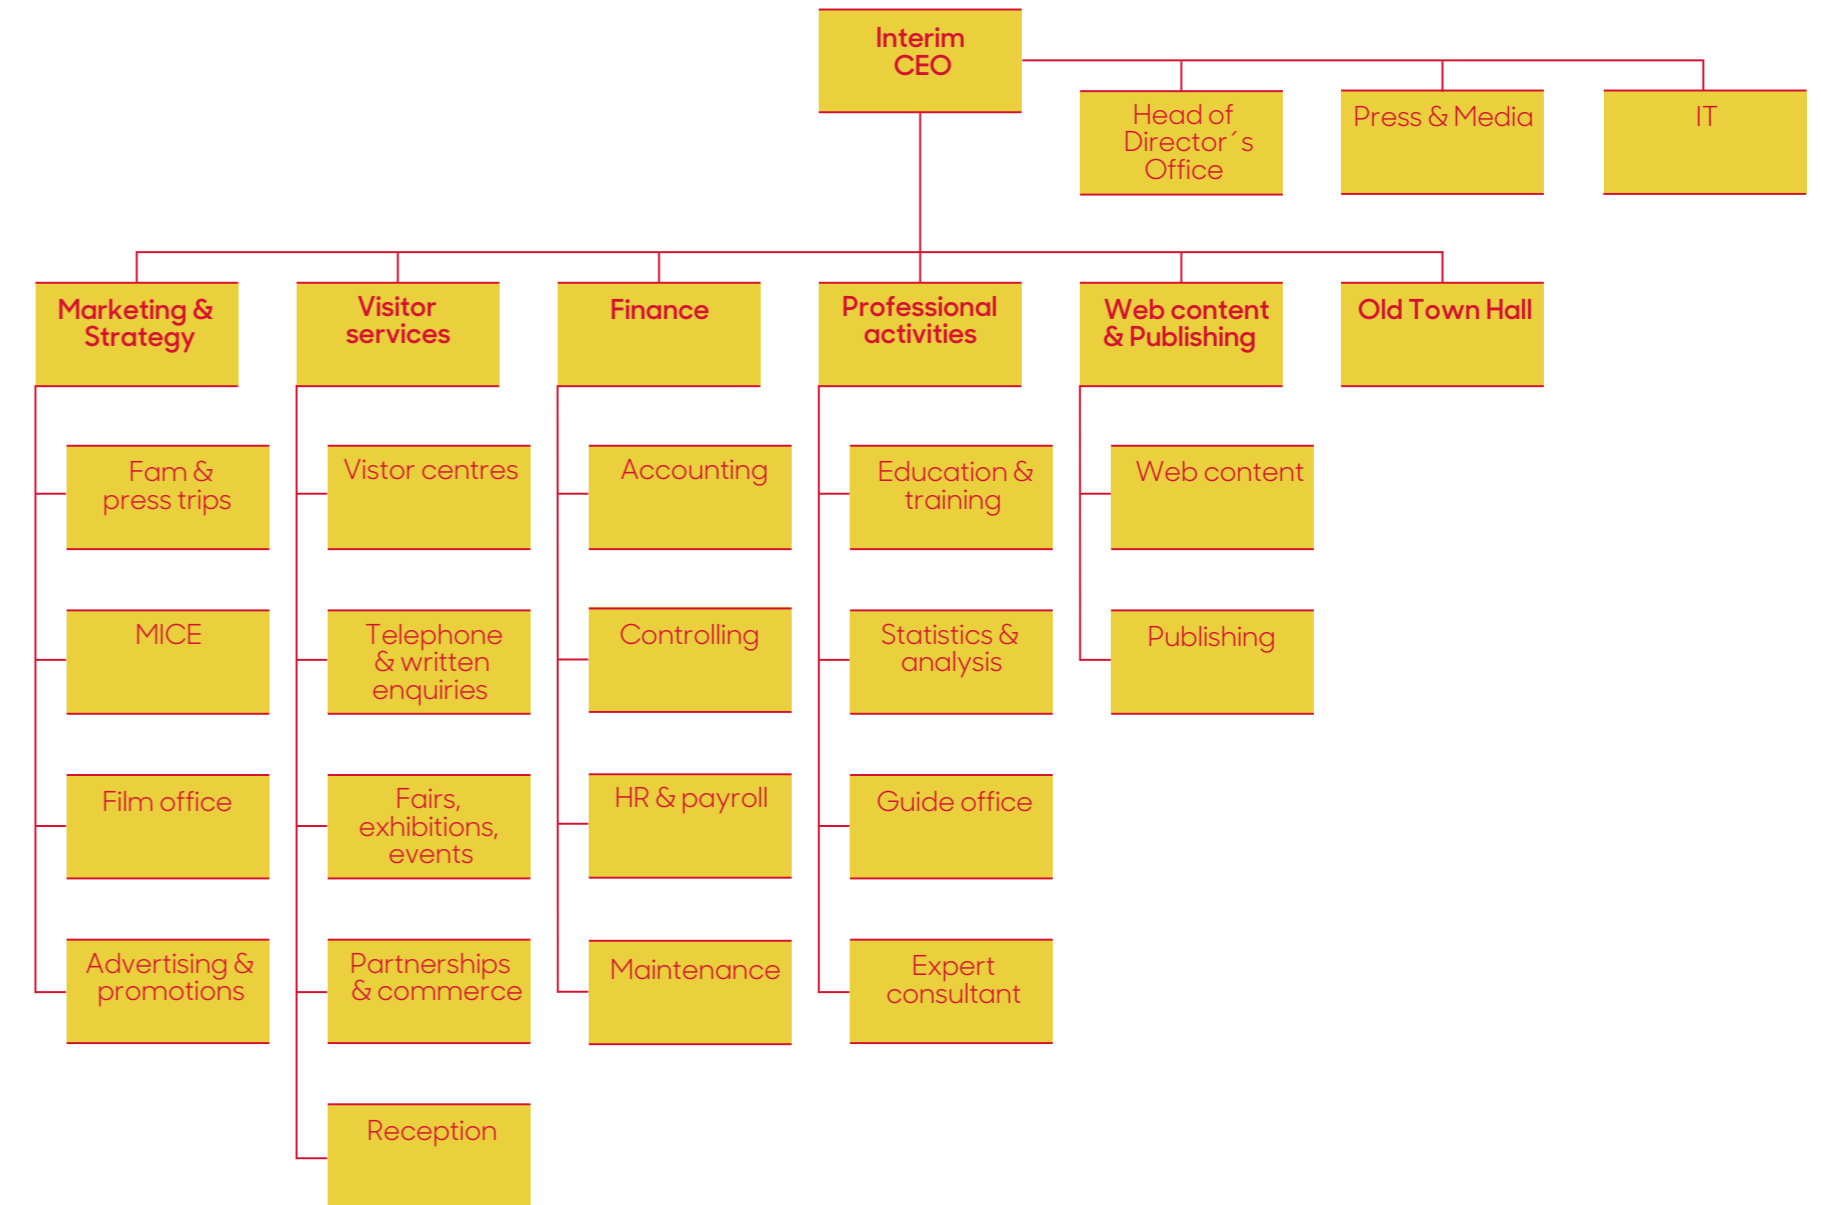 Interim
CEO
Head of
Director´s
Office
Press & Media
IT
Marketing &
Strategy
Visitor
services
Finance
Professional
activities
Web content
& Publishing
Old Town Hall
Fam &
press trips
MICE
Film office
Advertising &
promotions
Vistor centres
Telephone
& written
enquiries
Fairs,
exhibitions,
events
Partnerships
& commerce
Reception
Accounting
Controlling
HR & payroll
Maintenance
Education &
training
Statistics &
analysis
Guide office
Expert
consultant
Web content
Publishing